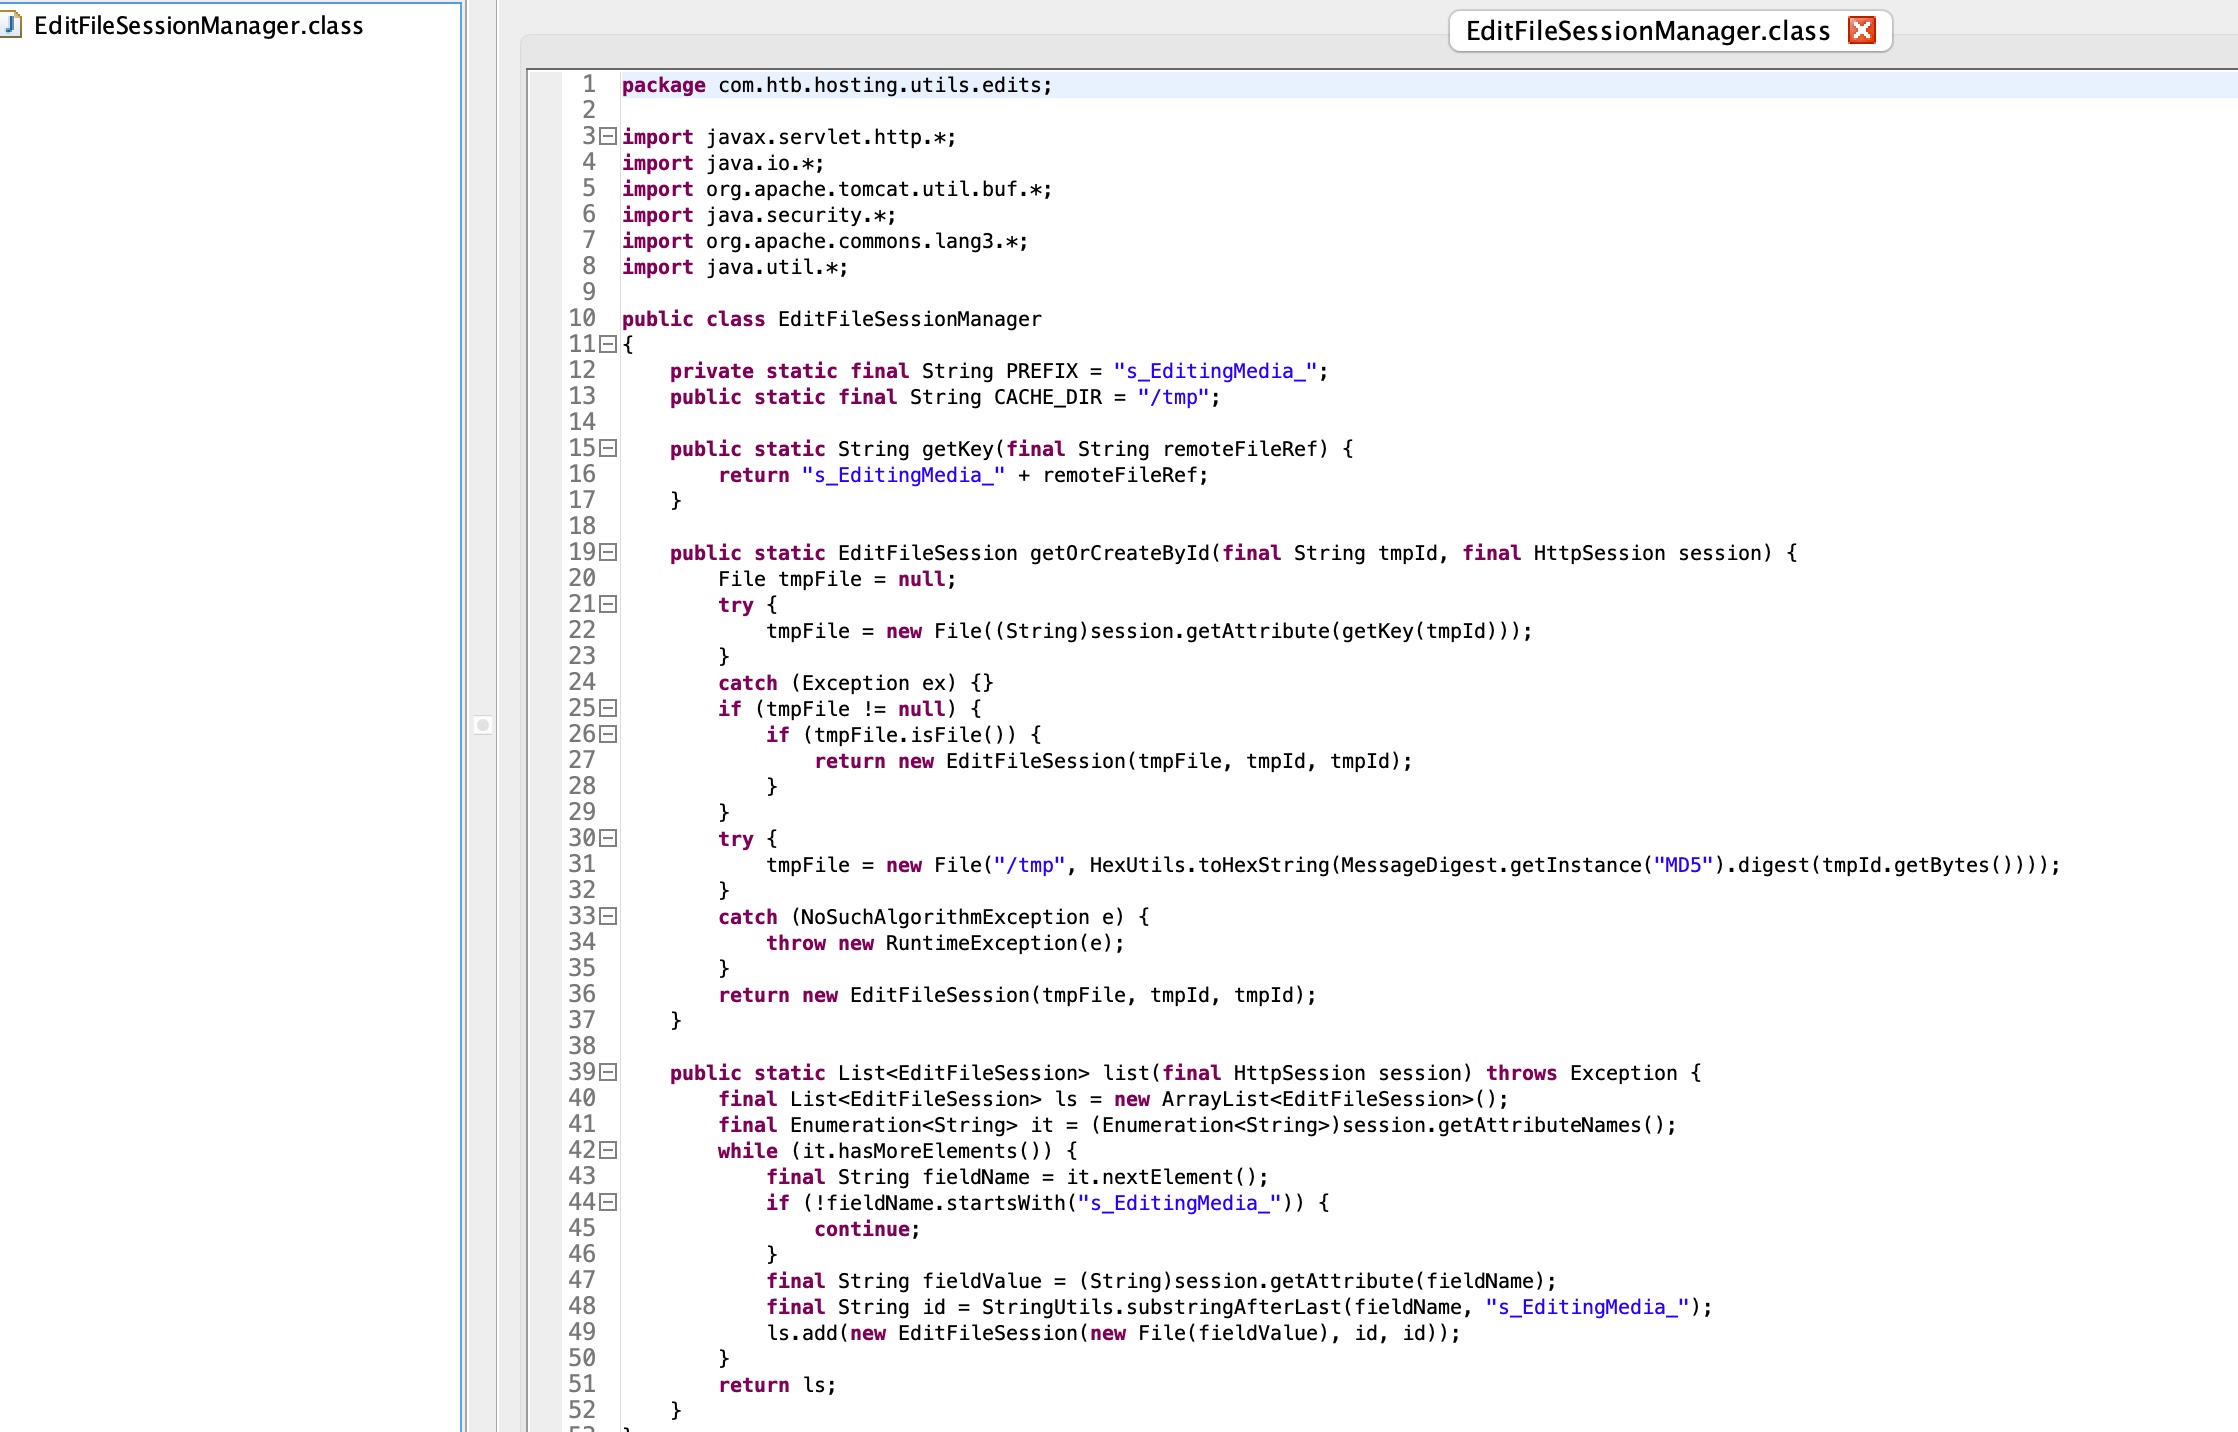 EditFileSessionManager.class
EditFileSessionManager.class
1 package com.htb.hosting.utils.edits;
2
3 import javax.servlet.http.*;
4 import java.io.*;
5 import org.apache.tomcat.util.buf.*;
6 import java.security.*;
7 import org.apache.commons.lang3.*;
8 import java.util.*;
9
10 public class EditFileSessionManager
11 {
12     private static final String PREFIX = "s_EditingMedia_";
13     public static final String CACHE_DIR = "/tmp";
14
15     public static String getKey(final String remoteFileRef) {
16         return "s_EditingMedia_" + remoteFileRef;
17     }
18
19     public static EditFileSession getOrCreateById(final String tmpId, final HttpSession session) {
20         File tmpFile = null;
21         try {
22             tmpFile = new File((String)session.getAttribute(getKey(tmpId)));
23         }
24         catch (Exception ex) {}
25         if (tmpFile != null) {
26             if (tmpFile.isFile()) {
27                 return new EditFileSession(tmpFile, tmpId, tmpId);
28             }
29         }
30         try {
31             tmpFile = new File("/tmp", HexUtils.toHexString(MessageDigest.getInstance("MD5").digest(tmpId.getBytes())));
32         }
33         catch (NoSuchAlgorithmException e) {
34             throw new RuntimeException(e);
35         }
36         return new EditFileSession(tmpFile, tmpId, tmpId);
37     }
38
39     public static List<EditFileSession> list(final HttpSession session) throws Exception {
40         final List<EditFileSession> ls = new ArrayList<EditFileSession>();
41         final Enumeration<String> it = (Enumeration<String>)session.getAttributeNames();
42         while (it.hasMoreElements()) {
43             final String fieldName = it.nextElement();
44             if (!fieldName.startsWith("s_EditingMedia_")) {
45                 continue;
46             }
47             final String fieldValue = (String)session.getAttribute(fieldName);
48             final String id = StringUtils.substringAfterLast(fieldName, "s_EditingMedia_");
49             ls.add(new EditFileSession(new File(fieldValue), id, id));
50         }
51         return ls;
52     }